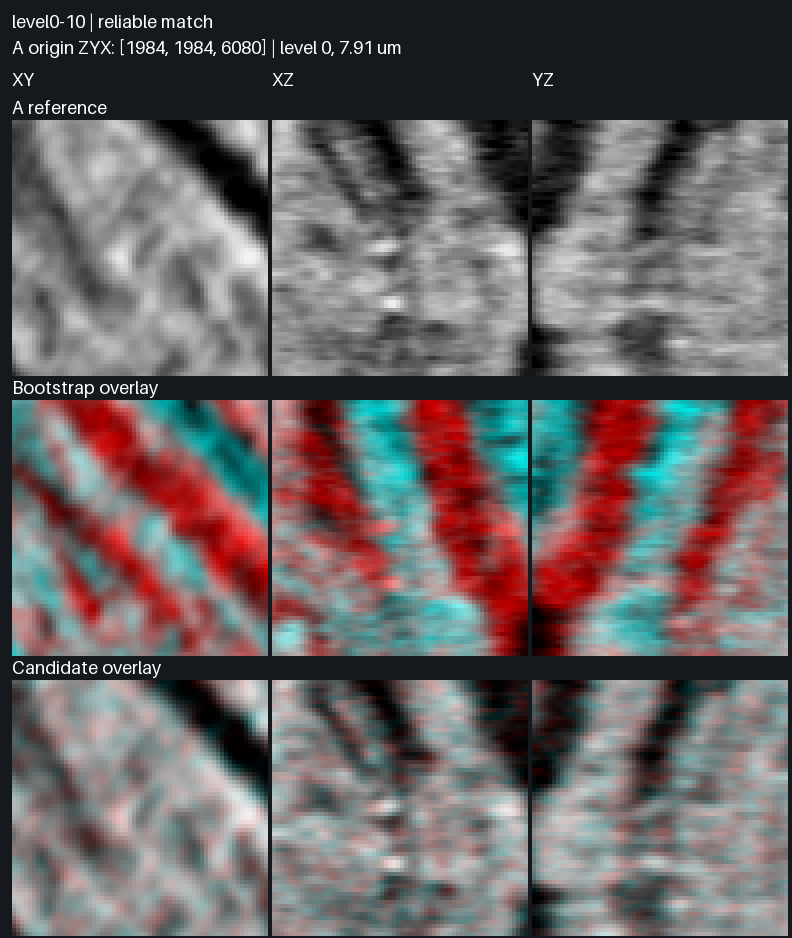 level0-10 | reliable match
A origin ZYX: [1984, 1984, 6080] | level 0, 7.91 um
XY XZ YZ
A reference
Bootstrap overlay
Candidate overlay